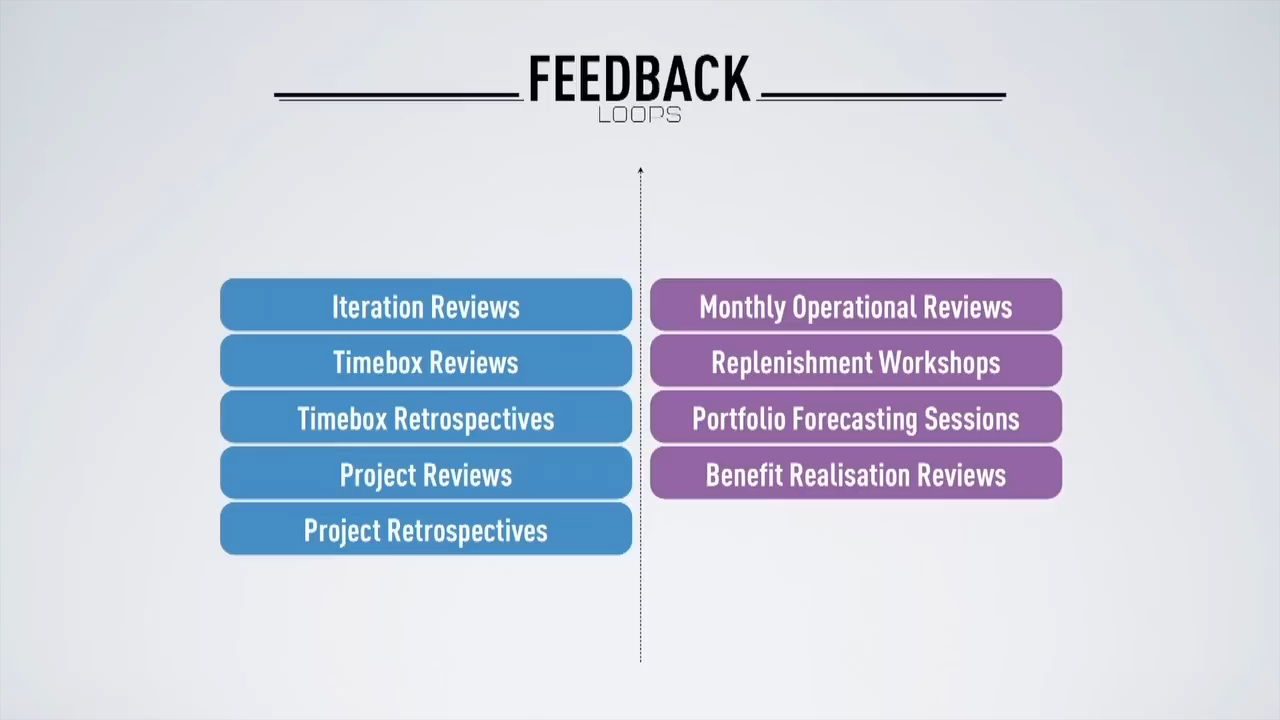 FEEDBACK
LOOPS
Iteration Reviews
Timebox Reviews
Timebox Retrospectives
Project Reviews
Project Retrospectives
Monthly Operational Reviews
Replenishment Workshops
Portfolio Forecasting Sessions
Benefit Realisation Reviews